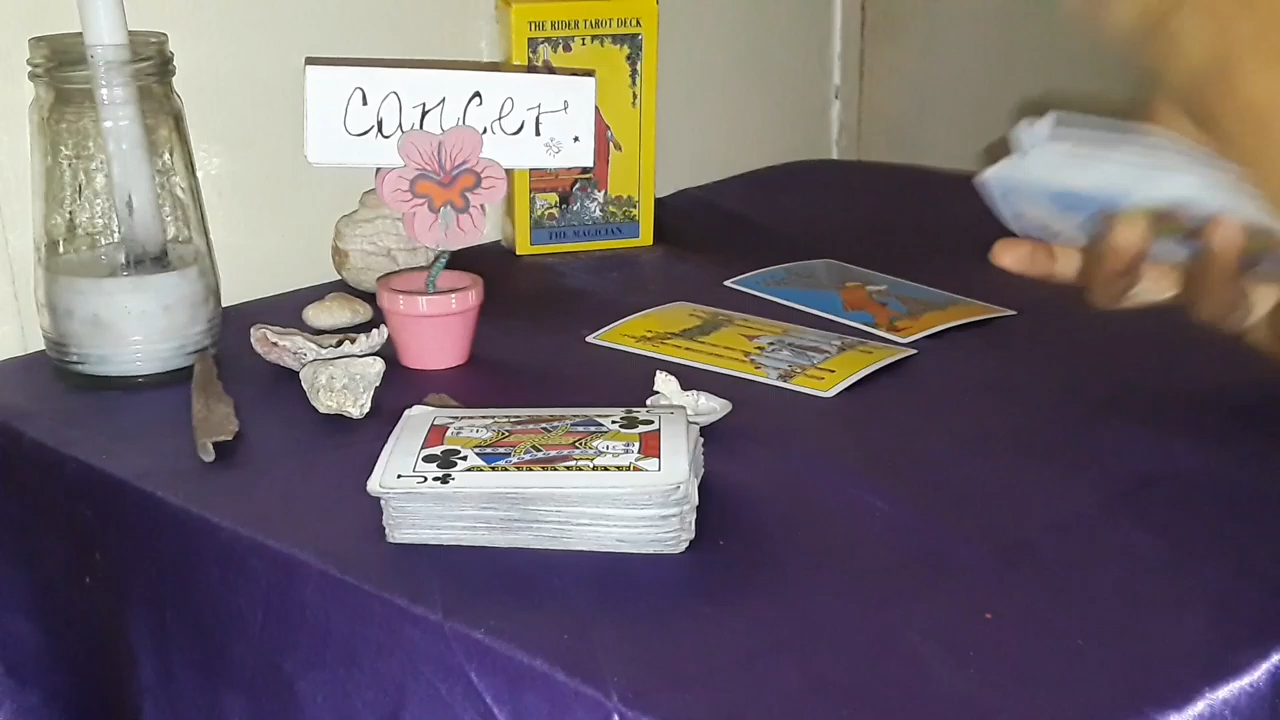 THE RIDER TAROT DECK
I
cancer
THE MAGICIAN.
J
J